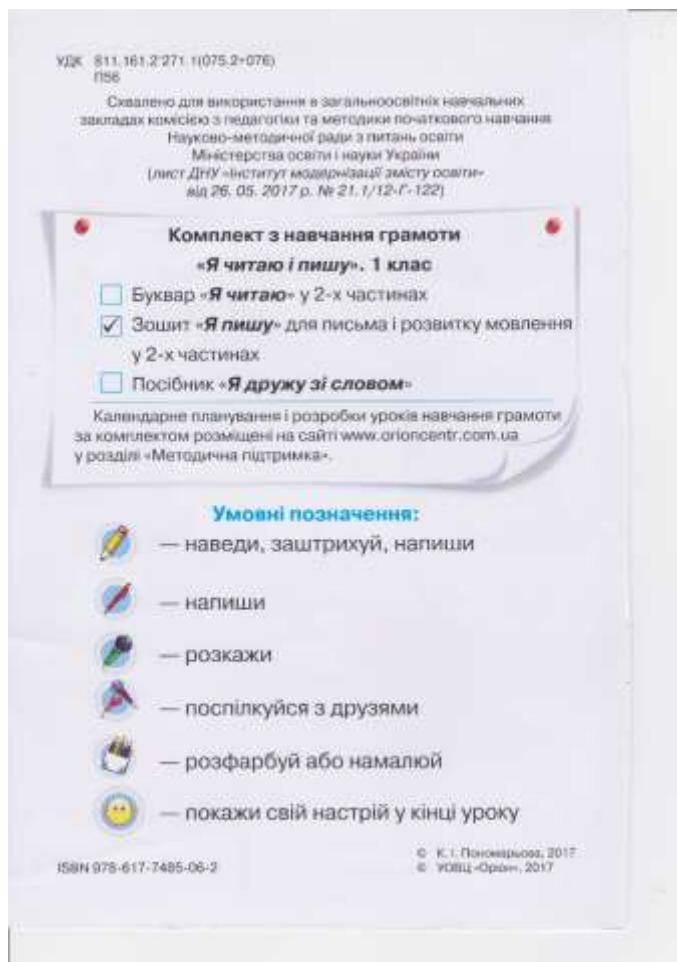 УДК 811.161.2'271.1(075.2+076)
П56
Схвалено для використання в загальноосвітніх навчальних
закладах комісією з педагогіки та методики початкового навчання
Науково-методичної ради з питань освіти
Міністерства освіти і науки України
(лист ДНУ «Інститут модернізації змісту освіти»
від 26. 05. 2017 р. № 21.1/12-Г-122)
Комплект з навчання грамоти
«Я читаю і пишу». 1 клас
Буквар «Я читаю» у 2-х частинах
Зошит «Я пишу» для письма і розвитку мовлення
у 2-х частинах
Посібник «Я дружу зі словом»
Календарне планування і розробки уроків навчання грамоти
за комплектом розміщені на сайті www.orioncentr.com.ua
у розділі «Методична підтримка».
Умовні позначення:
— наведи, заштрихуй, напиши
— напиши
— розкажи
— поспілкуйся з друзями
— розфарбуй або намалюй
— покажи свій настрій у кінці уроку
ISBN 978-617-7485-06-2
© К. І. Пономарьова, 2017
© УОВЦ «Оріон», 2017